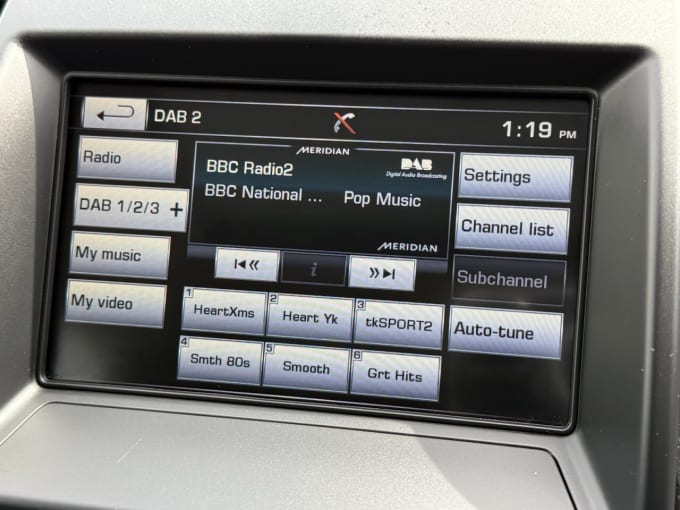 DAB 2
1:19 PM
MERIDIAN
Radio
BBC Radio2
DAB
Digital Audio Broadcasting
Settings
DAB 1/2/3 +
BBC National ... Pop Music
Channel list
MERIDIAN
My music
i
Subchannel
My video
1 HeartXms
2 Heart Yk
3 tkSPORT2
Auto-tune
4 Smth 80s
5 Smooth
6 Grt Hits